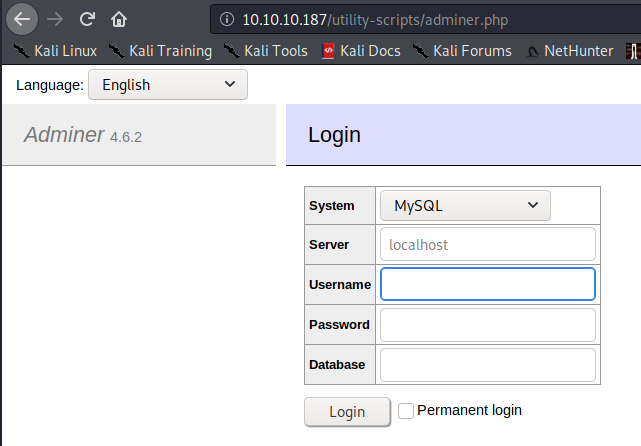 10.10.10.187/utility-scripts/adminer.php
Kali Linux Kali Training Kali Tools Kali Docs Kali Forums NetHunter
Language: English
Adminer 4.6.2
Login
System MySQL
Server localhost
Username
Password
Database
Login Permanent login